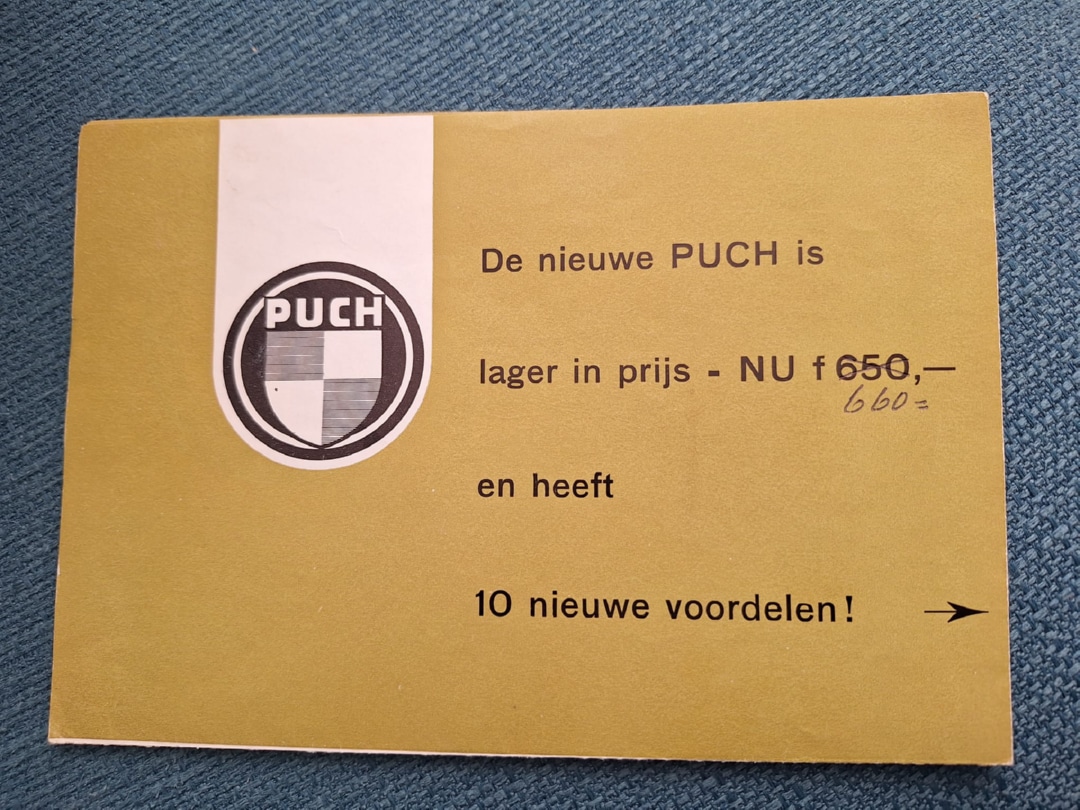 PUCH
De nieuwe PUCH is
lager in prijs - NU f 650,—
660=
en heeft
10 nieuwe voordelen!